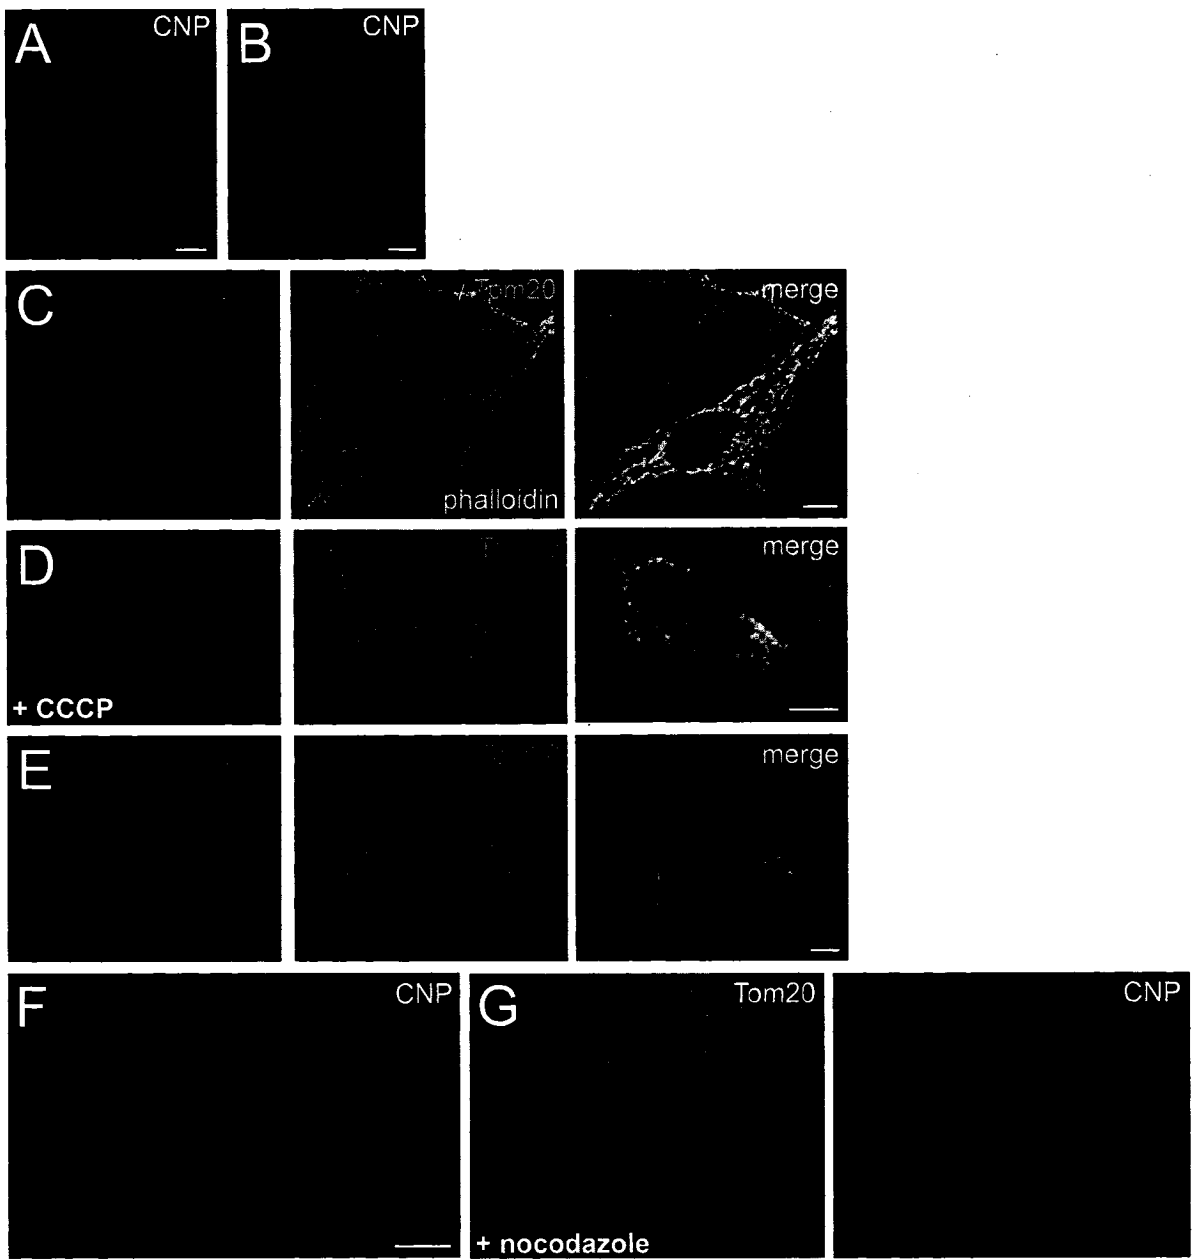 A CNP
B CNP
C
Tom20
merge
phalloidin
D
merge
+ CCCP
E
merge
F CNP
G Tom20
CNP
+ nocodazole